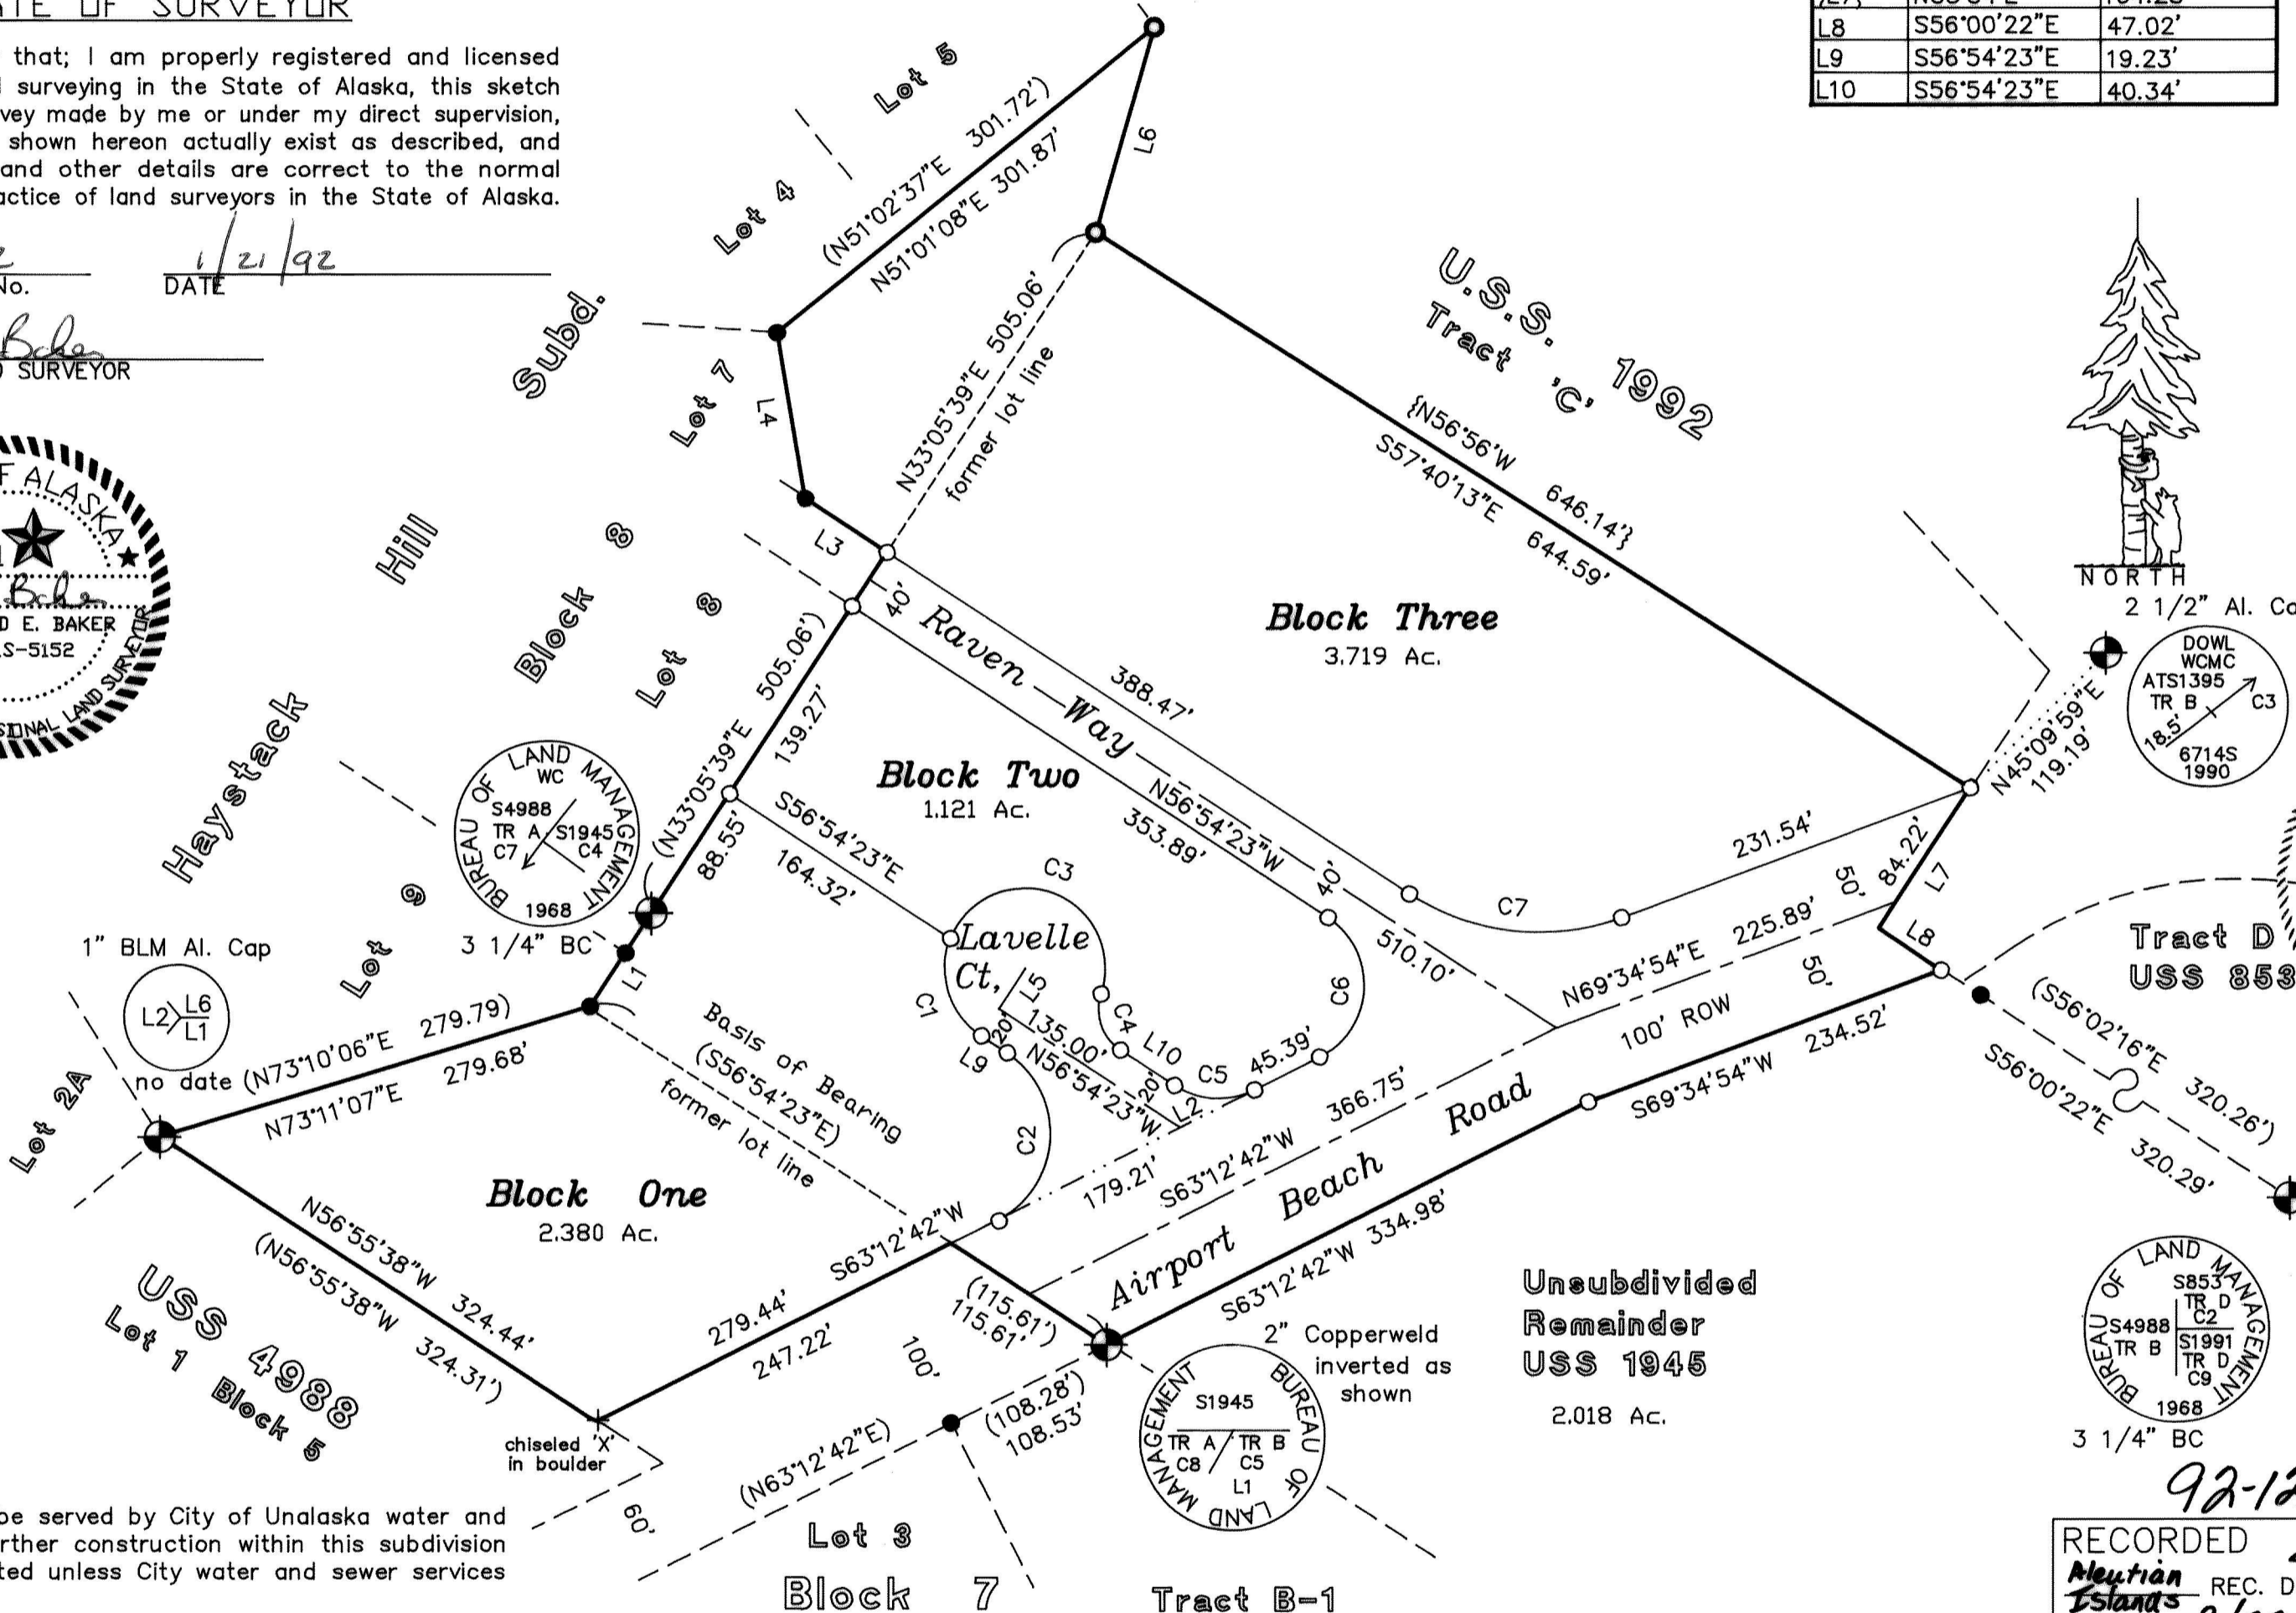 ATE OF SURVEYOR
that; I am properly registered and licensed
surveying in the State of Alaska, this sketch
vey made by me or under my direct supervision,
shown hereon actually exist as described, and
and other details are correct to the normal
actice of land surveyors in the State of Alaska.
No.
1/21/92
DATE
SURVEYOR
F ALASKA
D E. BAKER
LS-5152
SIONAL LAND SURVEYOR
L8 S56°00'22"E 47.02'
L9 S56°54'23"E 19.23'
L10 S56°54'23"E 40.34'
Lot 5
Lot 4
(N51°02'37"E 301.72')
N51°01'08"E 301.87'
L6
Haystack Hill Subd.
Lot 7
L4
N33°05'39"E 505.06'
former lot line
U.S.S. 1992
Tract 'C'
{N56°56'W 646.14'}
S57°40'13"E 644.59'
NORTH
2 1/2" Al. Ca
DOWL
WCMC
ATS1395
TR B
C3
18.5'
6714S
1990
N45°09'59"E
119.19'
L3
Block 8
Lot 8
40'
Raven Way
388.47'
Block Three
3.719 Ac.
Block Two
1.121 Ac.
(N33°05'39"E 505.06')
139.27'
88.55'
N56°54'23"W
353.89'
40'
510.10'
S56°54'23"E
164.32'
BUREAU OF LAND MANAGEMENT
WC
S4988
TR A
C7
S1945
C4
1968
3 1/4" BC
C7
231.54'
84.22'
L7
50'
L8
N69°34'54"E 225.89'
50'
100' ROW
Tract D
USS 853
(S56°02'16"E 320.26')
S56°00'22"E 320.29'
Lavelle
Ct.
C3
C1
L5
135.00'
N56°54'23"W
20'
L9
C4
L10
20'
L2
C5
45.39'
C6
C2
1" BLM Al. Cap
L2
L6
L1
no date
Lot 9
L1
Lot 2A
(N73°10'06"E 279.79)
N73°11'07"E 279.68'
Basis of Bearing
(S56°54'23"E)
former lot line
Block One
2.380 Ac.
N56°55'38"W 324.44'
(N56°55'38"W 324.31')
USS 4988
Lot 1 Block 5
279.44'
S63°12'42"W
247.22'
179.21'
S63°12'42"W 366.75'
Airport Beach Road
S69°34'54"W 234.52'
S63°12'42"W 334.98'
(115.61')
115.61'
100'
(108.28')
108.53'
(N63°12'42"E)
chiseled 'X'
in boulder
60'
2" Copperweld
inverted as
shown
BUREAU OF LAND MANAGEMENT
S1945
TR A
C8
TR B
C5
L1
Unsubdivided
Remainder
USS 1945
2.018 Ac.
BUREAU OF LAND MANAGEMENT
S853
TR D
C2
S4988
TR B
S1991
TR D
C9
1968
3 1/4" BC
be served by City of Unalaska water and
rther construction within this subdivision
ted unless City water and sewer services
Lot 3
Block 7
Tract B-1
92-12
RECORDED
Aleutian
Islands REC. D